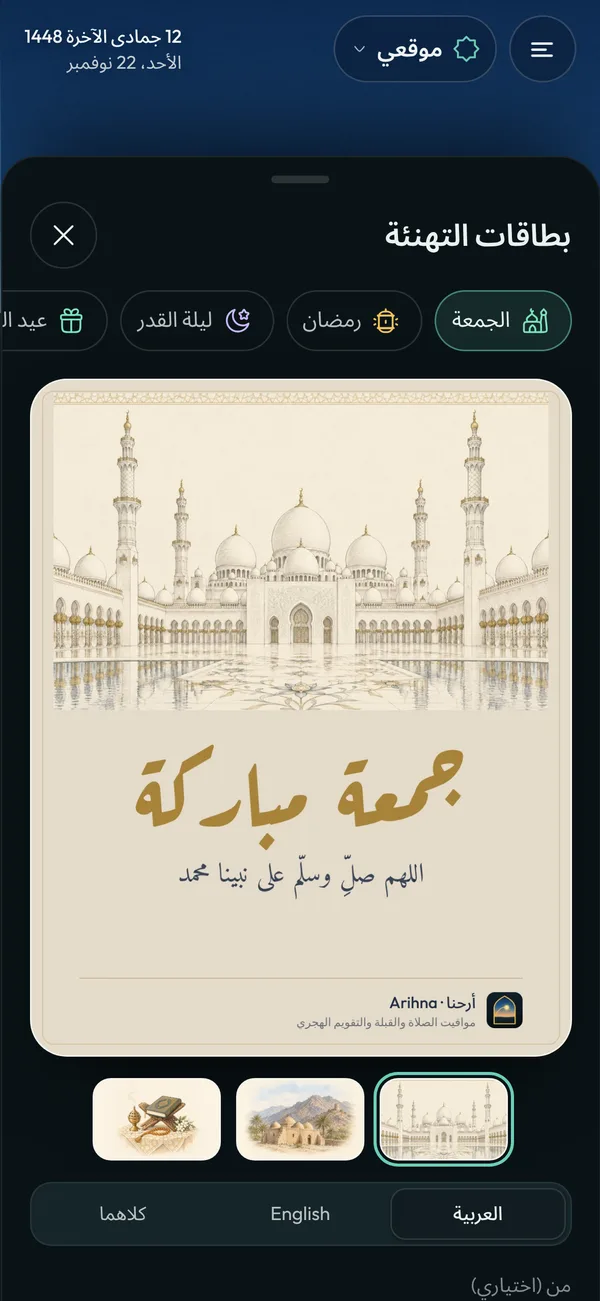 موقعي
12 جمادى الآخرة 1448
الأحد، 22 نوفمبر
بطاقات التهنئة
الجمعة
رمضان
ليلة القدر
عيد ال
جمعة مباركة
اللهم صلِّ وسلّم على نبينا محمد
أرحنا · Arihna
مواقيت الصلاة والقبلة والتقويم الهجري
العربية
English
كلاهما
من (اختياري)